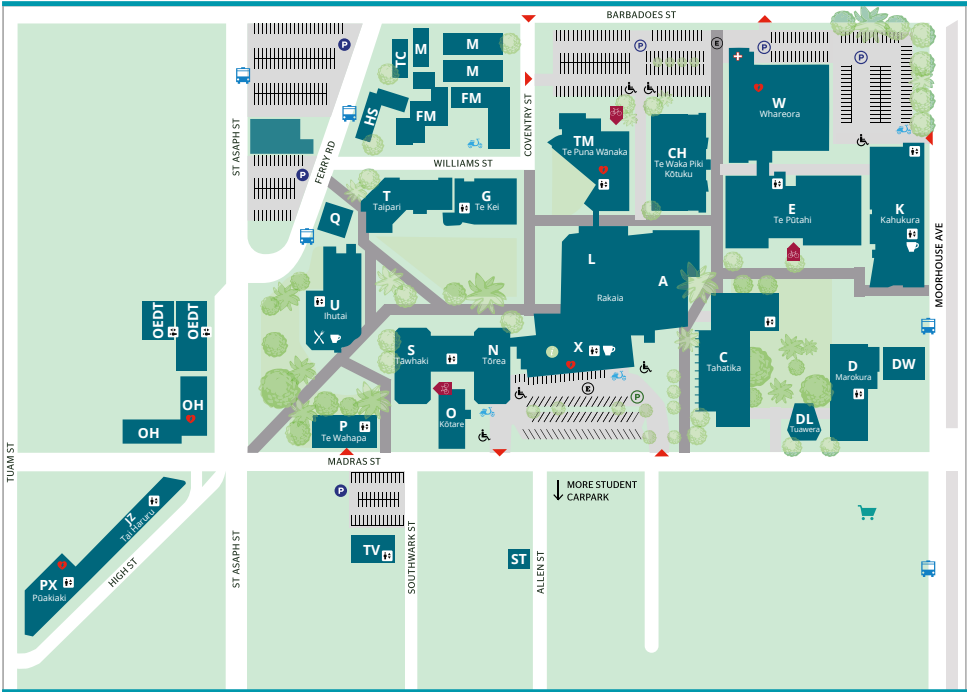 BARBADOES ST
P
P
E
P
P
TC
M
M
M
FM
FM
HS
COVENTRY ST
ST ASAPH ST
FERRY RD
WILLIAMS ST
P
W
Whareora
TM
Te Puna Wānaka
CH
Te Waka Piki
Kōtuku
T
Taipari
G
Te Kei
Q
E
Te Pūtahi
K
Kahukura
MOORHOUSE AVE
L
A
Rakaia
U
Ihutai
OEDT
OEDT
S
Tāwhaki
N
Tōrea
X
i
C
Tahatika
D
Marokura
DW
E
P
OH
OH
O
Kōtare
P
Te Wahapa
DL
Tuawera
TUAM ST
MADRAS ST
MORE STUDENT
CARPARK
P
JZ
Tai Haruru
HIGH ST
ST ASAPH ST
TV
SOUTHWARK ST
ST
ALLEN ST
PX
Pūakiaki